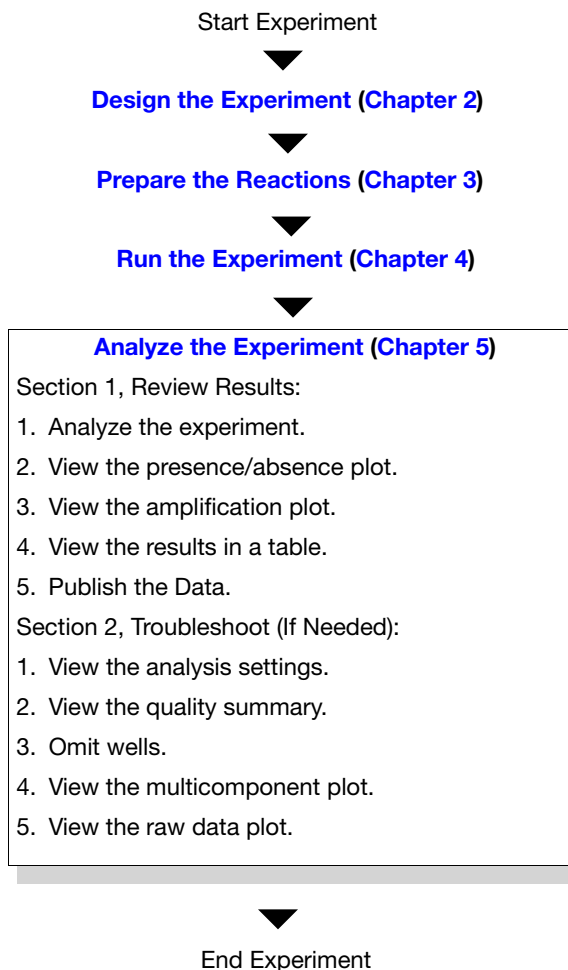 Start Experiment
Design the Experiment (Chapter 2)
Prepare the Reactions (Chapter 3)
Run the Experiment (Chapter 4)
Analyze the Experiment (Chapter 5)
Section 1, Review Results:
1. Analyze the experiment.
2. View the presence/absence plot.
3. View the amplification plot.
4. View the results in a table.
5. Publish the Data.
Section 2, Troubleshoot (If Needed):
1. View the analysis settings.
2. View the quality summary.
3. Omit wells.
4. View the multicomponent plot.
5. View the raw data plot.
End Experiment